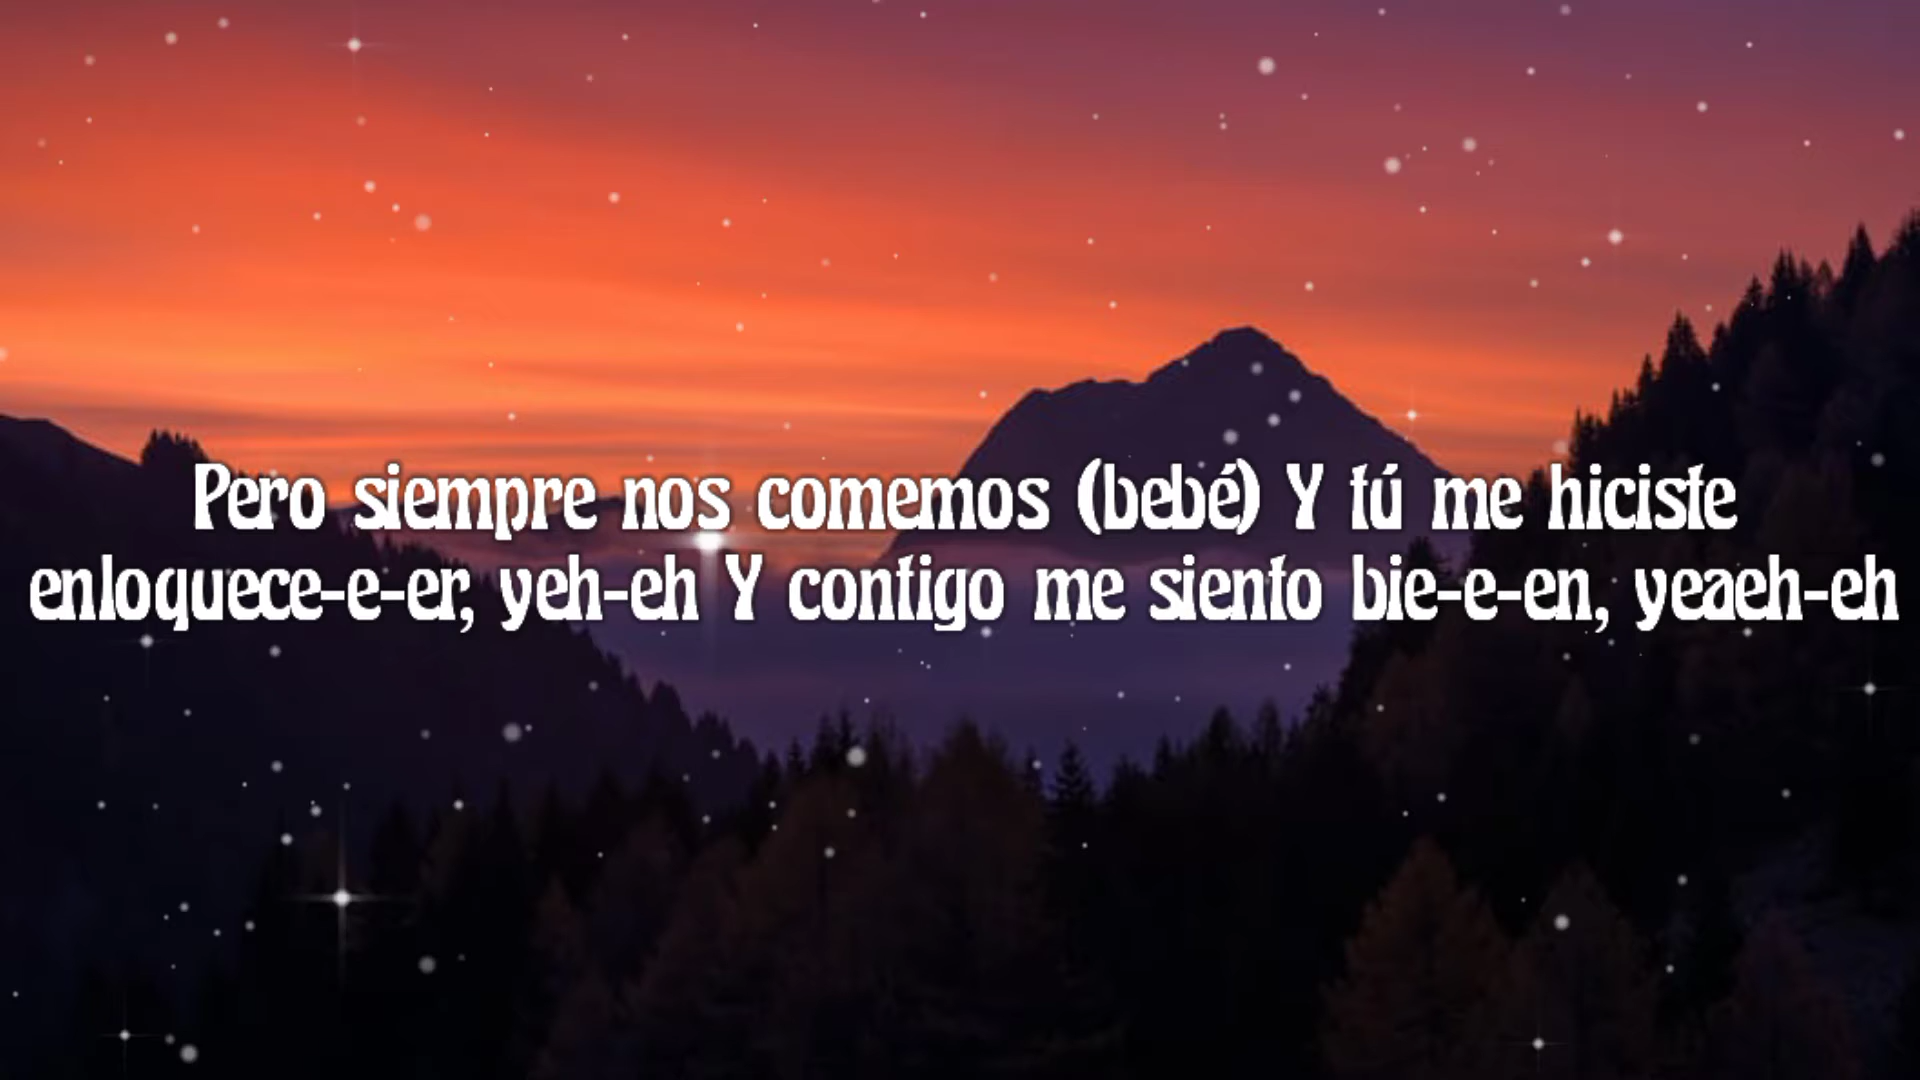 Pero siempre nos comemos (bebé) Y tú me hiciste
enloquece-e-er, yeh-eh Y contigo me siento bie-e-en, yeaeh-eh